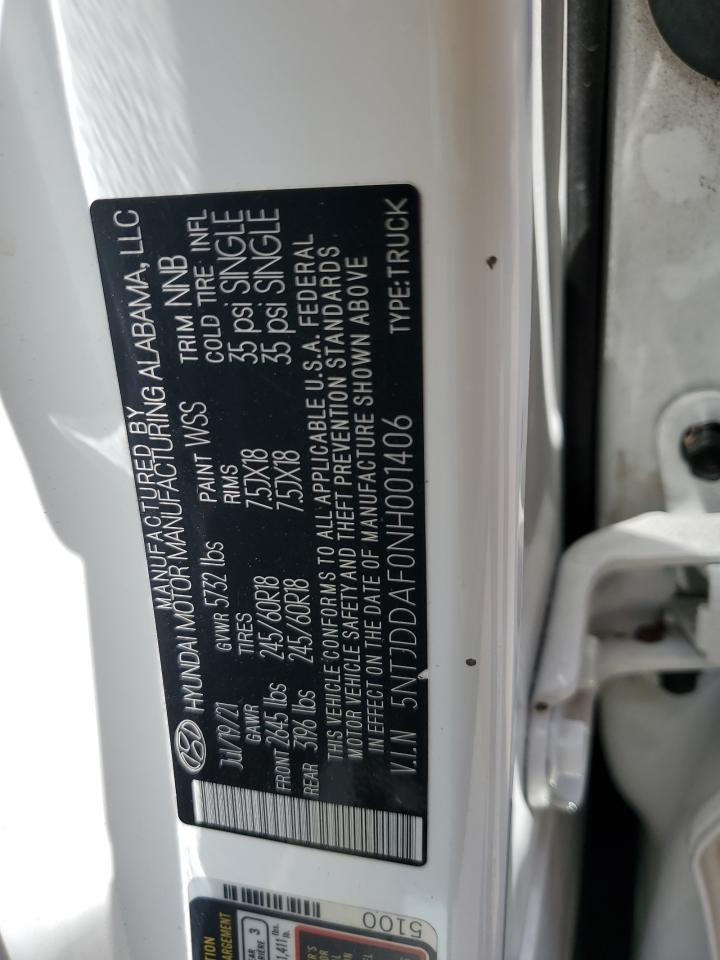 MANUFACTURED BY
HYUNDAI MOTOR MANUFACTURING ALABAMA, LLC
Jul/19/21 GVWR 5732 lbs PAINT WSS TRIM NNB
GAWR TIRES RIMS COLD TIRE INFL
FRONT 2645 lbs 245/60R18 7.5JX18 35 psi SINGLE
REAR 3196 lbs 245/60R18 7.5JX18 35 psi SINGLE
THIS VEHICLE CONFORMS TO ALL APPLICABLE U.S.A. FEDERAL
MOTOR VEHICLE SAFETY AND THEFT PREVENTION STANDARDS
IN EFFECT ON THE DATE OF MANUFACTURE SHOWN ABOVE
V.I.N 5NTJDDAF0NH001406 TYPE:TRUCK
5100
3
1,411